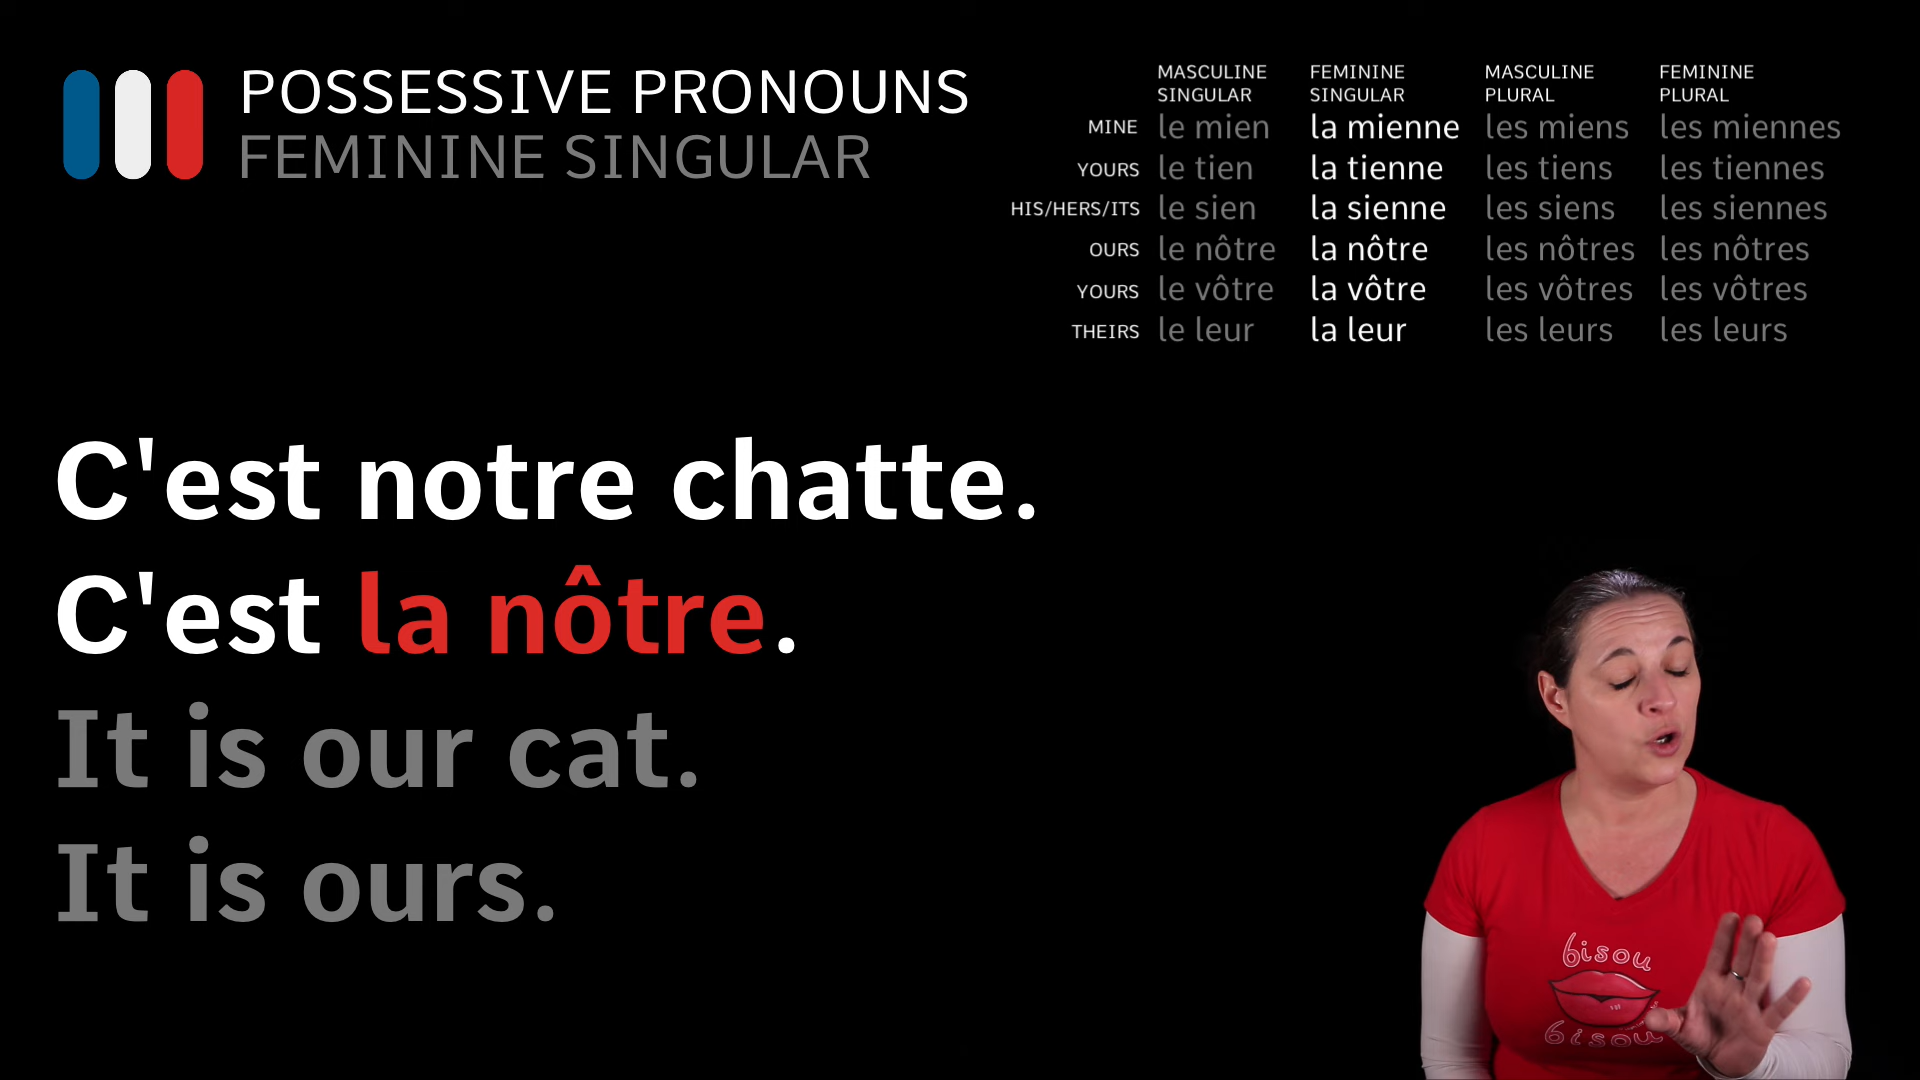 POSSESSIVE PRONOUNS
FEMININE SINGULAR
MASCULINE SINGULAR FEMININE SINGULAR MASCULINE PLURAL FEMININE PLURAL
MINE le mien la mienne les miens les miennes
YOURS le tien la tienne les tiens les tiennes
HIS/HERS/ITS le sien la sienne les siens les siennes
OURS le nôtre la nôtre les nôtres les nôtres
YOURS le vôtre la vôtre les vôtres les vôtres
THEIRS le leur la leur les leurs les leurs
C'est notre chatte.
C'est la nôtre.
It is our cat.
It is ours.
bisou
bisou